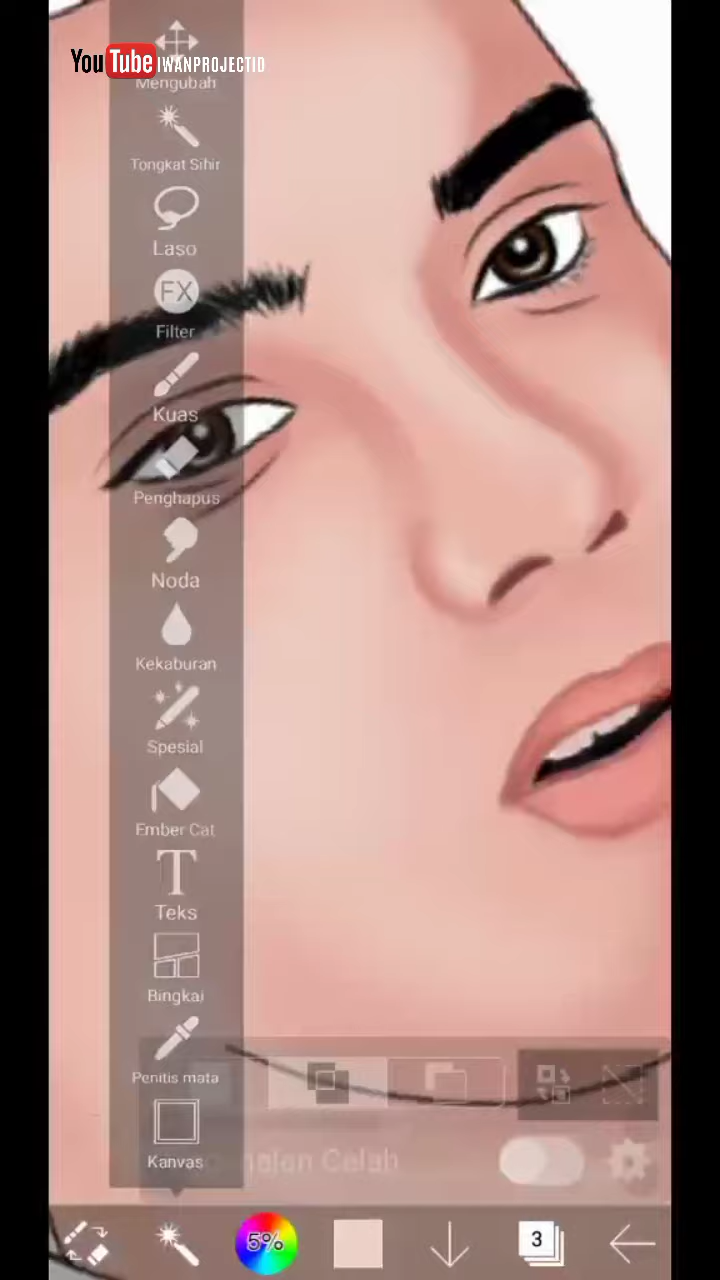 YouTube IWANPROJECTID
Mengubah
Tongkat Sihir
Laso
FX
Filter
Kuas
Penghapus
Noda
Kekaburan
Spesial
Ember Cat
T
Teks
Bingkai
Penitis mata
Kanvas
Celah
5%
3